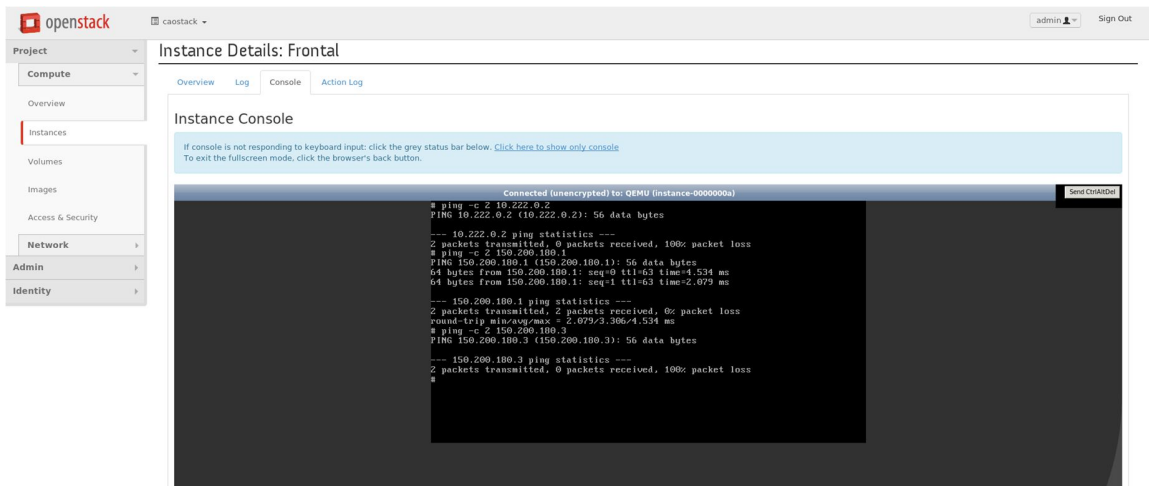 openstack
caostack
admin
Sign Out
Project
Compute
Overview
Instances
Volumes
Images
Access & Security
Network
Admin
Identity
Instance Details: Frontal
Overview Log Console Action Log
Instance Console
If console is not responding to keyboard input: click the grey status bar below. Click here to show only console
To exit the fullscreen mode, click the browser's back button.
Connected (unencrypted) to: QEMU (instance-0000000a)
Send CtrlAltDel
# ping -c 2 10.222.0.2
PING 10.222.0.2 (10.222.0.2): 56 data bytes
--- 10.222.0.2 ping statistics ---
2 packets transmitted, 0 packets received, 100% packet loss
# ping -c 2 150.200.180.1
PING 150.200.180.1 (150.200.180.1): 56 data bytes
64 bytes from 150.200.180.1: seq=0 ttl=63 time=4.534 ms
64 bytes from 150.200.180.1: seq=1 ttl=63 time=2.079 ms
--- 150.200.180.1 ping statistics ---
2 packets transmitted, 2 packets received, 0% packet loss
round-trip min/avg/max = 2.079/3.306/4.534 ms
# ping -c 2 150.200.180.3
PING 150.200.180.3 (150.200.180.3): 56 data bytes
--- 150.200.180.3 ping statistics ---
2 packets transmitted, 0 packets received, 100% packet loss
#